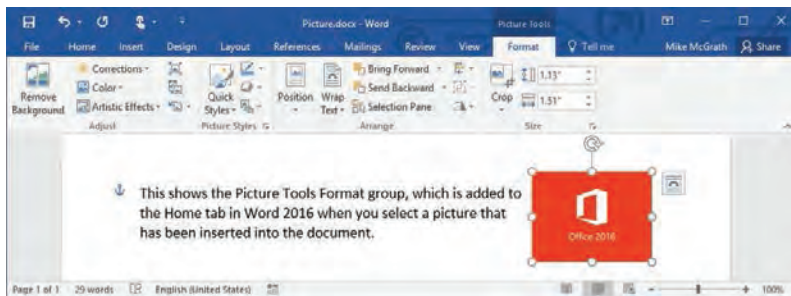 Picture.docx - Word
Picture Tools
File Home Insert Design Layout References Mailings Review View Format Tell me Mike McGrath Share
Remove Background
Corrections
Color
Artistic Effects
Adjust
Quick Styles
Picture Styles
Position
Wrap Text
Bring Forward
Send Backward
Selection Pane
Arrange
Crop
1.13"
1.51"
Size
This shows the Picture Tools Format group, which is added to
the Home tab in Word 2016 when you select a picture that
has been inserted into the document.
Office 2016
Page 1 of 1 29 words English (United States) 100%